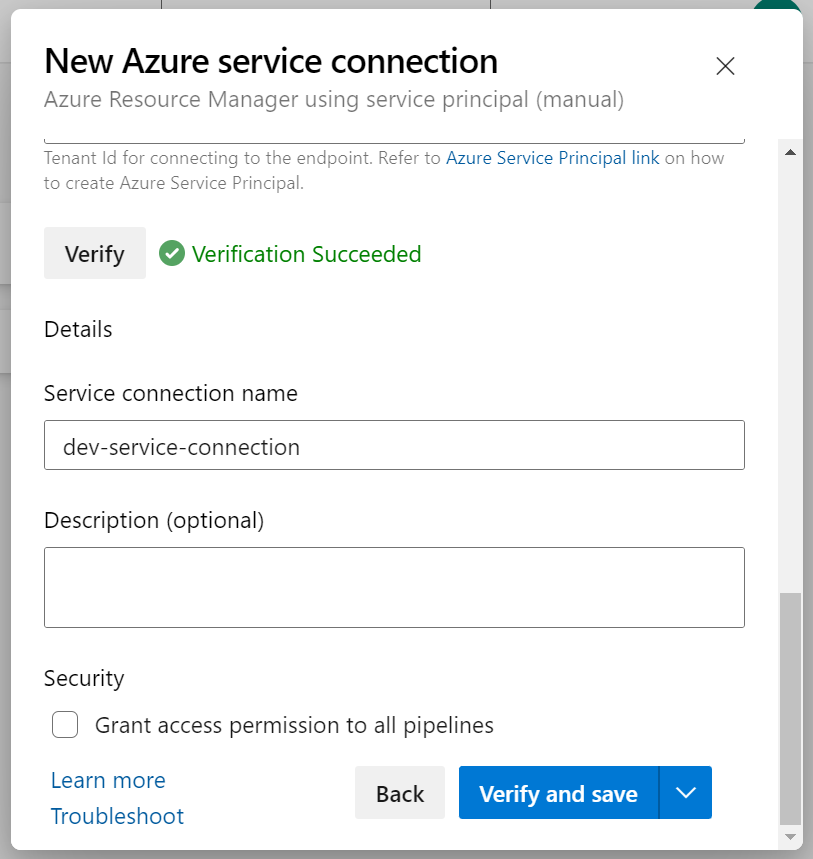 New Azure service connection
Azure Resource Manager using service principal (manual)
Tenant Id for connecting to the endpoint. Refer to Azure Service Principal link on how
to create Azure Service Principal.
Verify
Verification Succeeded
Details
Service connection name
dev-service-connection
Description (optional)
Security
Grant access permission to all pipelines
Learn more
Troubleshoot
Back
Verify and save